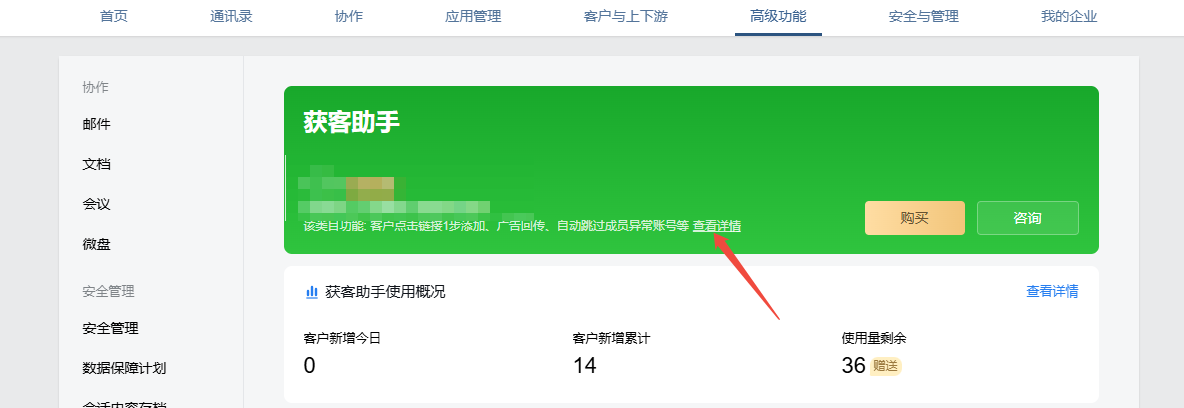 首页 通讯录 协作 应用管理 客户与上下游 高级功能 安全与管理 我的企业
协作
邮件
文档
会议
微盘
安全管理
安全管理
数据保障计划
会话内容存档
获客助手
该类目功能: 客户点击链接1步添加、广告回传、自动跳过成员异常账号等 查看详情
购买 咨询
获客助手使用概况 查看详情
客户新增今日 客户新增累计 使用量剩余
0 14 36 赠送